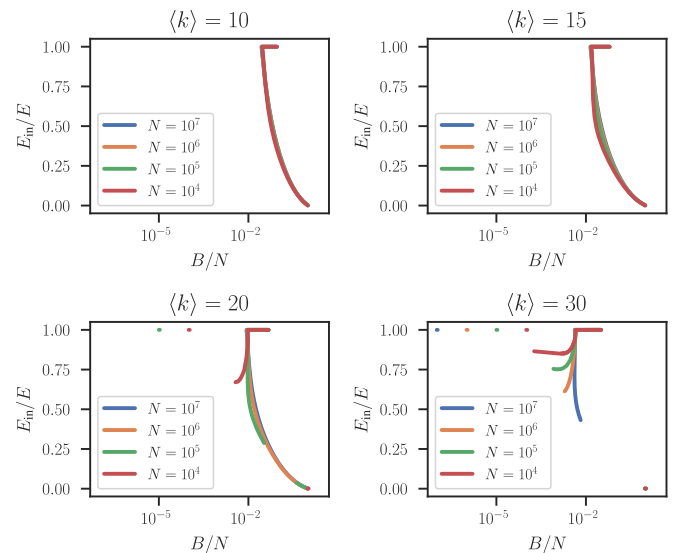 ⟨k⟩ = 10
1.00
0.75
0.50
0.25
0.00
E_in/E
N = 10^7
N = 10^6
N = 10^5
N = 10^4
10^−5
10^−2
B/N
⟨k⟩ = 15
1.00
0.75
0.50
0.25
0.00
E_in/E
N = 10^7
N = 10^6
N = 10^5
N = 10^4
10^−5
10^−2
B/N
⟨k⟩ = 20
1.00
0.75
0.50
0.25
0.00
E_in/E
N = 10^7
N = 10^6
N = 10^5
N = 10^4
10^−5
10^−2
B/N
⟨k⟩ = 30
1.00
0.75
0.50
0.25
0.00
E_in/E
N = 10^7
N = 10^6
N = 10^5
N = 10^4
10^−5
10^−2
B/N